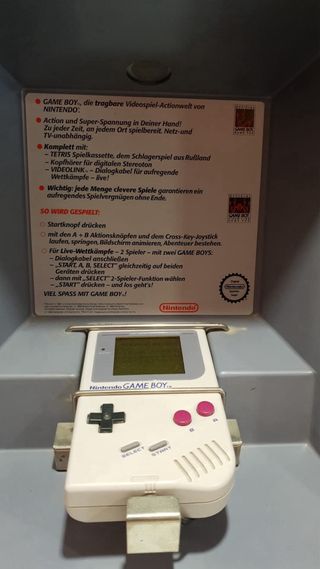 GAME BOY™, die tragbare Videospiel-Actionwelt von
NINTENDO®.
Action und Super-Spannung in Deiner Hand!
Zu jeder Zeit, an jedem Ort spielbereit. Netz- und
TV-unabhängig.
Komplett mit:
– TETRIS Spielkassette, dem Schlagerspiel aus Rußland
– Kopfhörer für digitalen Stereoton
– VIDEOLINK™ – Dialogkabel für aufregende
Wettkämpfe – live!
Wichtig: jede Menge clevere Spiele garantieren ein
aufregendes Spielvergnügen ohne Ende.
SO WIRD GESPIELT:
Startknopf drücken
mit den A + B Aktionsknöpfen und dem Cross-Key-Joystick
laufen, springen, Bildschirm animieren, Abenteuer bestehen.
Für Live-Wettkämpfe – 2 Spieler – mit zwei GAME BOYS:
– Dialogkabel anschließen
– „START, A, B, SELECT" gleichzeitig auf beiden
Geräten drücken
– dann mit „SELECT" 2-Spieler-Funktion wählen
– „START" drücken – und los geht's!
VIEL SPASS MIT GAME BOY™!
Nintendo
GAME BOY
GAME BOY
Nintendo
Nintendo GAME BOY™
B
A
SELECT
START